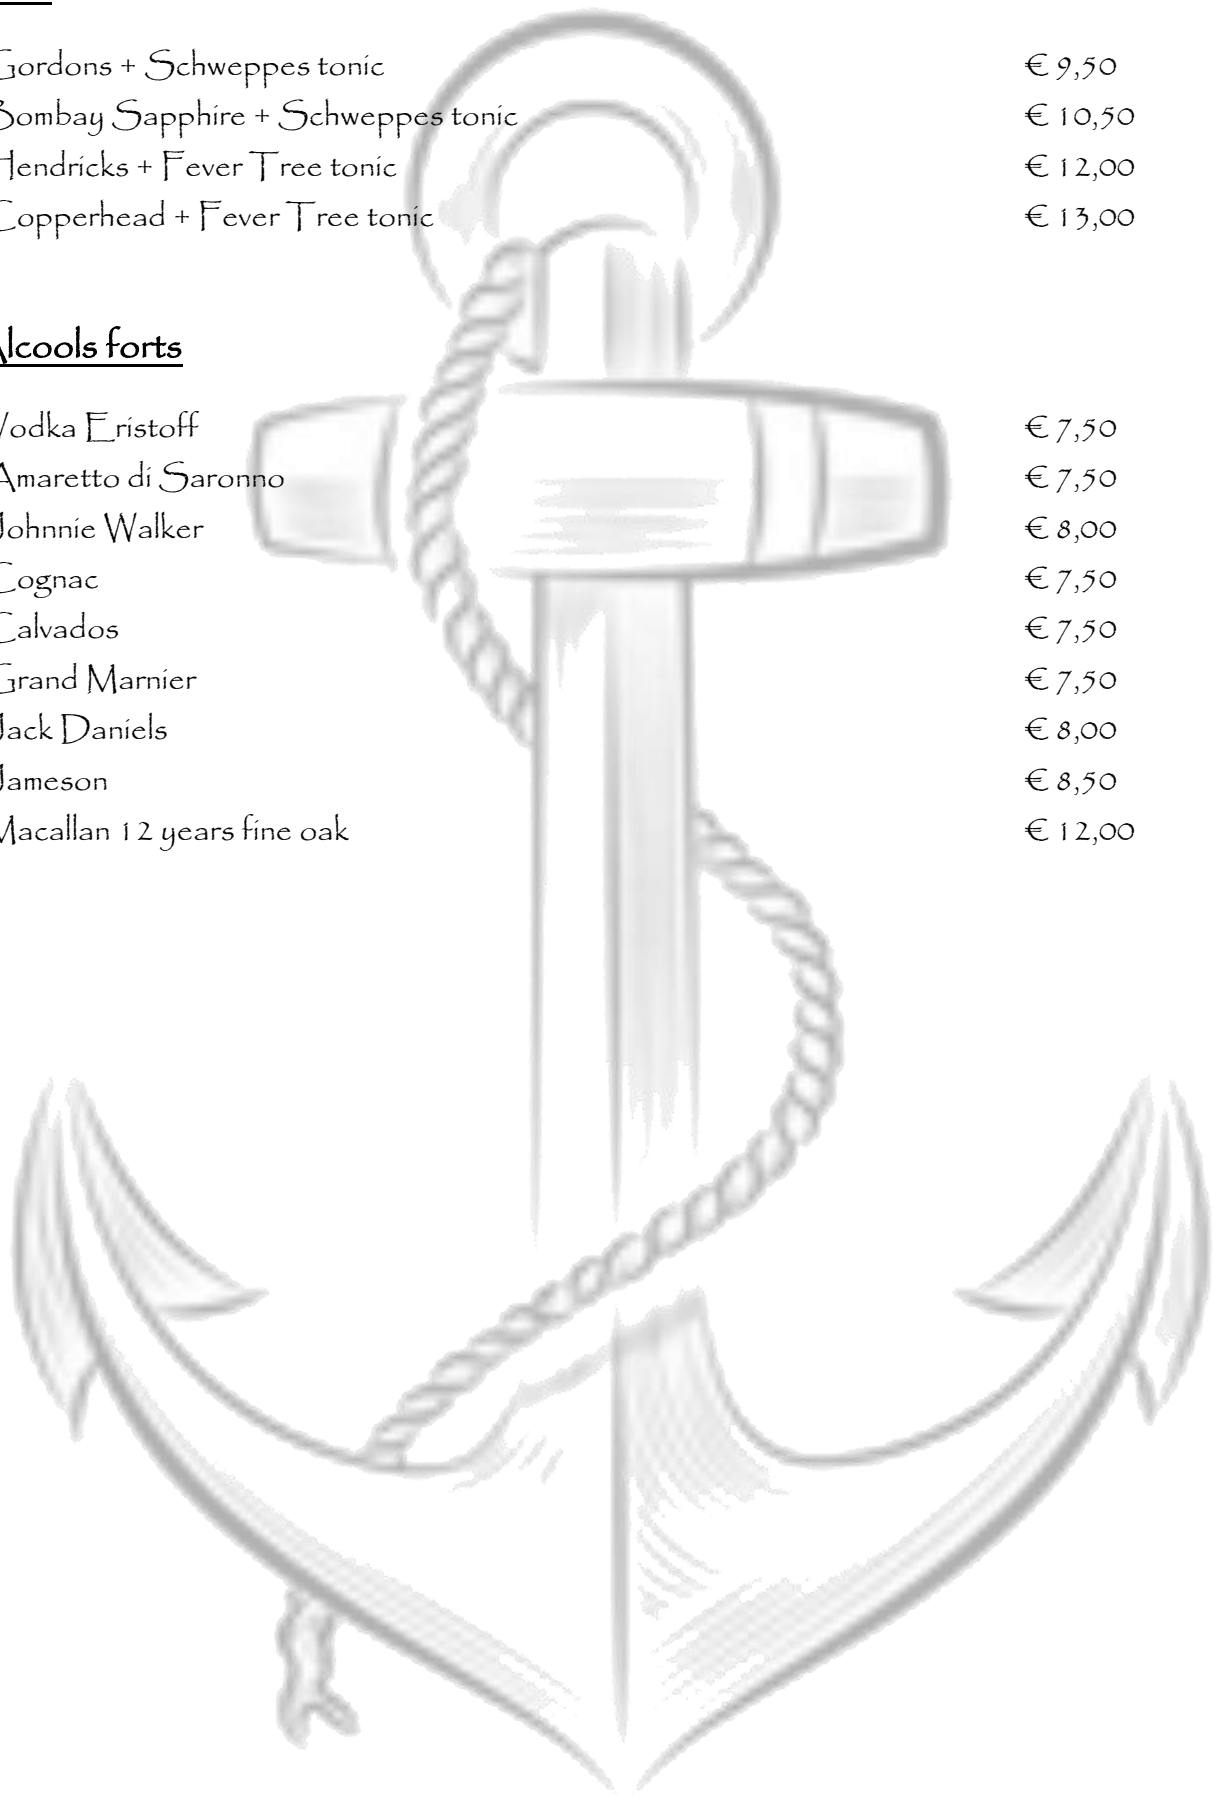 Gordons + Schweppes tonic € 9,50
Bombay Sapphire + Schweppes tonic € 10,50
Hendricks + Fever Tree tonic € 12,00
Copperhead + Fever Tree tonic € 13,00
Alcools forts
Vodka Eristoff € 7,50
Amaretto di Saronno € 7,50
Johnnie Walker € 8,00
Cognac € 7,50
Calvados € 7,50
Grand Marnier € 7,50
Jack Daniels € 8,00
Jameson € 8,50
Macallan 12 years fine oak € 12,00